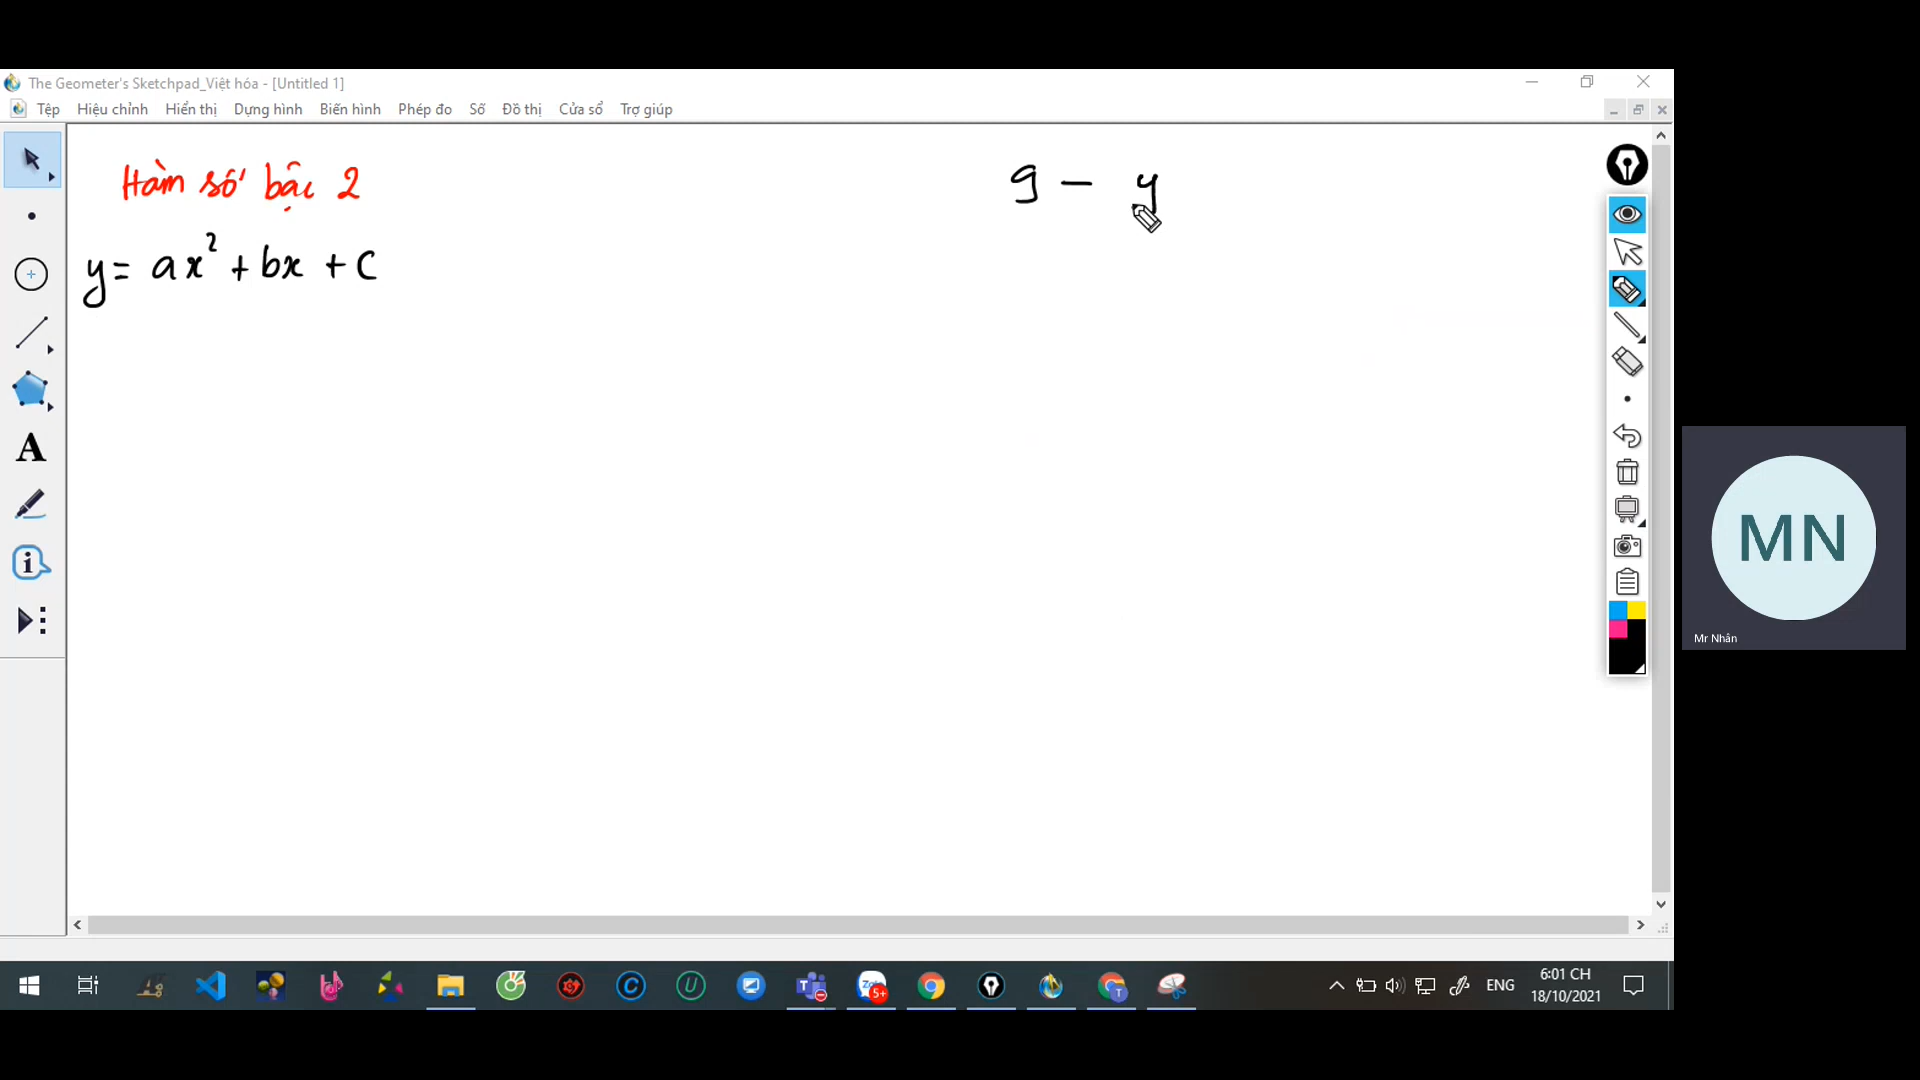 The Geometer's Sketchpad_Việt hóa - [Untitled 1]
Tệp Hiệu chỉnh Hiển thị Dựng hình Biến hình Phép đo Số Đồ thị Cửa sổ Trợ giúp
Hàm số bậc 2
y = ax² + bx + c
9 - y
A
MN
Mr Nhân
5+
T
ENG
6:01 CH
18/10/2021